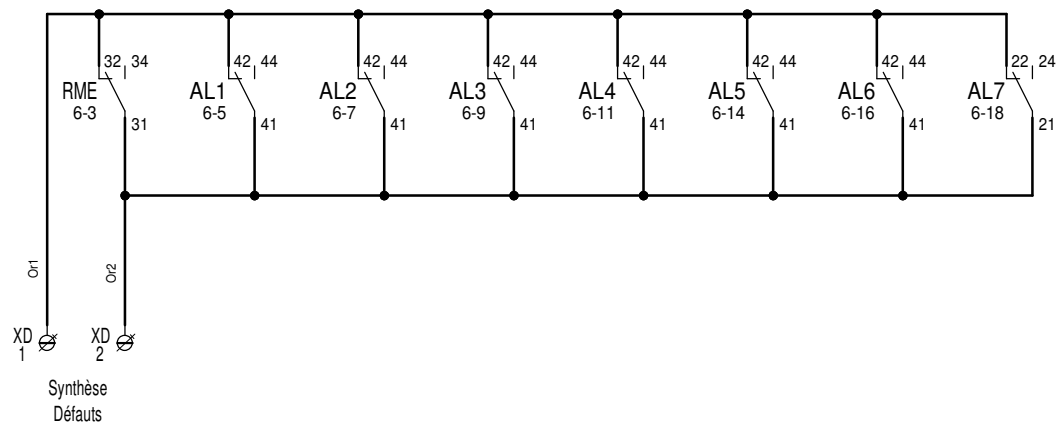 32 34
RME
6-3
31
42 44
AL1
6-5
41
42 44
AL2
6-7
41
42 44
AL3
6-9
41
42 44
AL4
6-11
41
42 44
AL5
6-14
41
42 44
AL6
6-16
41
22 24
AL7
6-18
21
Or1
Or2
XD
1
XD
2
Synthèse
Défauts